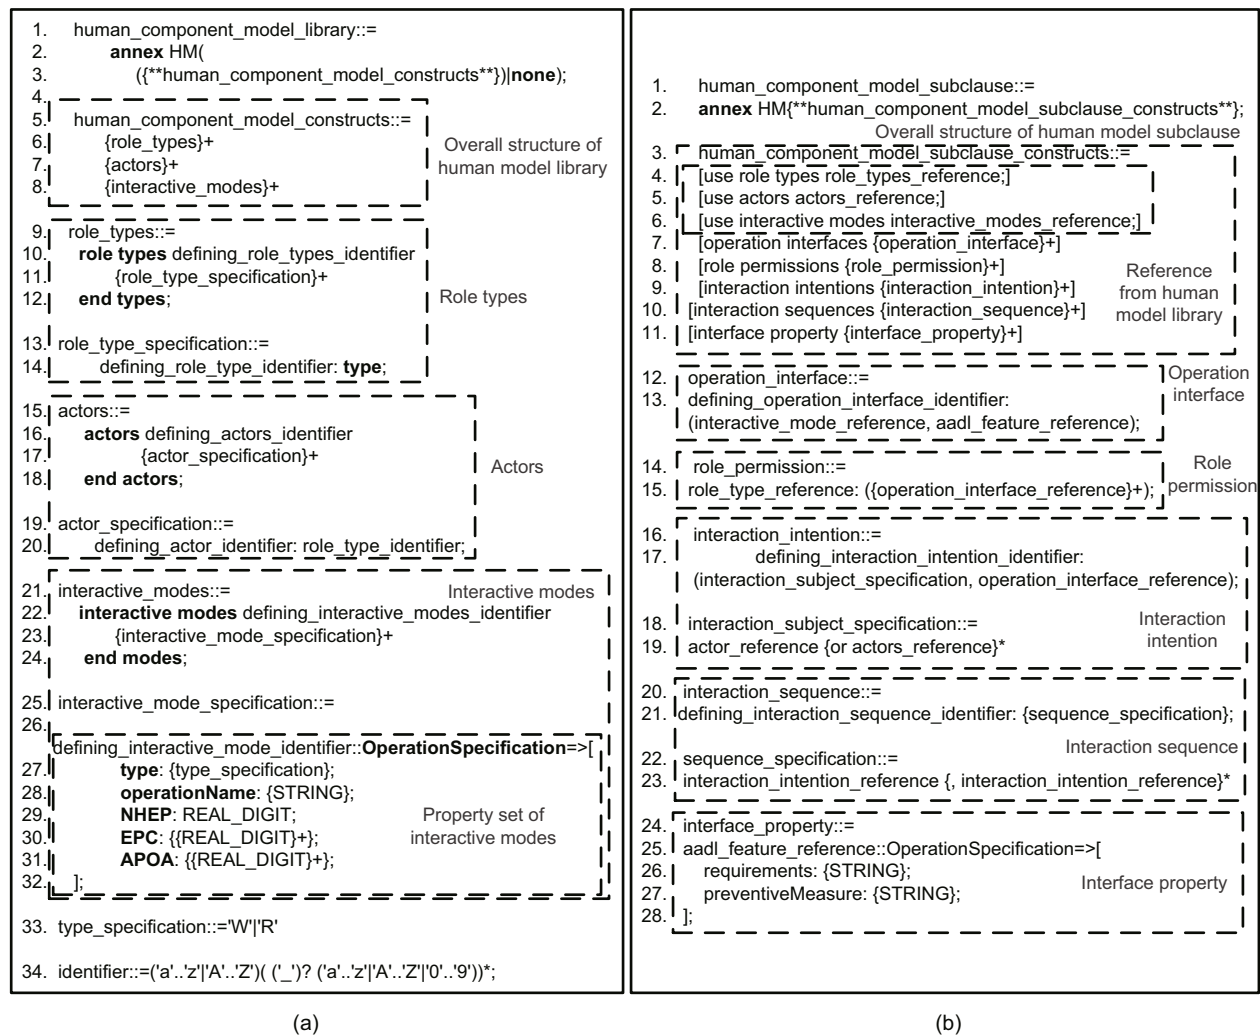 1. human_component_model_library::=
2. annex HM(
3. ({**human_component_model_constructs**})|none);
4.
5. human_component_model_constructs::=
6. {role_types}+
7. {actors}+
8. {interactive_modes}+
Overall structure of
human model library
9. role_types::=
10. role types defining_role_types_identifier
11. {role_type_specification}+
12. end types;
Role types
13. role_type_specification::=
14. defining_role_type_identifier: type;
15. actors::=
16. actors defining_actors_identifier
17. {actor_specification}+
18. end actors;
Actors
19. actor_specification::=
20. defining_actor_identifier: role_type_identifier;
21. interactive_modes::=
Interactive modes
22. interactive modes defining_interactive_modes_identifier
23. {interactive_mode_specification}+
24. end modes;
25. interactive_mode_specification::=
26.
defining_interactive_mode_identifier::OperationSpecification=>[
27. type: {type_specification};
28. operationName: {STRING};
29. NHEP: REAL_DIGIT;
30. EPC: {{REAL_DIGIT}+};
31. APOA: {{REAL_DIGIT}+};
32. ];
Property set of
interactive modes
33. type_specification::='W'|'R'
34. identifier::=('a'..'z'|'A'..'Z')( ('_')? ('a'..'z'|'A'..'Z'|'0'..'9'))*;
(a)
1. human_component_model_subclause::=
2. annex HM{**human_component_model_subclause_constructs**};
Overall structure of human model subclause
3. human_component_model_subclause_constructs::=
4. [use role types role_types_reference;]
5. [use actors actors_reference;]
6. [use interactive modes interactive_modes_reference;]
7. [operation interfaces {operation_interface}+]
8. [role permissions {role_permission}+]
9. [interaction intentions {interaction_intention}+]
10. [interaction sequences {interaction_sequence}+]
11. [interface property {interface_property}+]
Reference
from human
model library
12. operation_interface::=
13. defining_operation_interface_identifier:
(interactive_mode_reference, aadl_feature_reference);
Operation
interface
14. role_permission::=
15. role_type_reference: ({operation_interface_reference}+);
Role
permission
16. interaction_intention::=
17. defining_interaction_intention_identifier:
(interaction_subject_specification, operation_interface_reference);
18. interaction_subject_specification::=
19. actor_reference {or actors_reference}*
Interaction
intention
20. interaction_sequence::=
21. defining_interaction_sequence_identifier: {sequence_specification};
Interaction sequence
22. sequence_specification::=
23. interaction_intention_reference {, interaction_intention_reference}*
24. interface_property::=
25. aadl_feature_reference::OperationSpecification=>[
26. requirements: {STRING};
27. preventiveMeasure: {STRING};
28. ];
Interface property
(b)